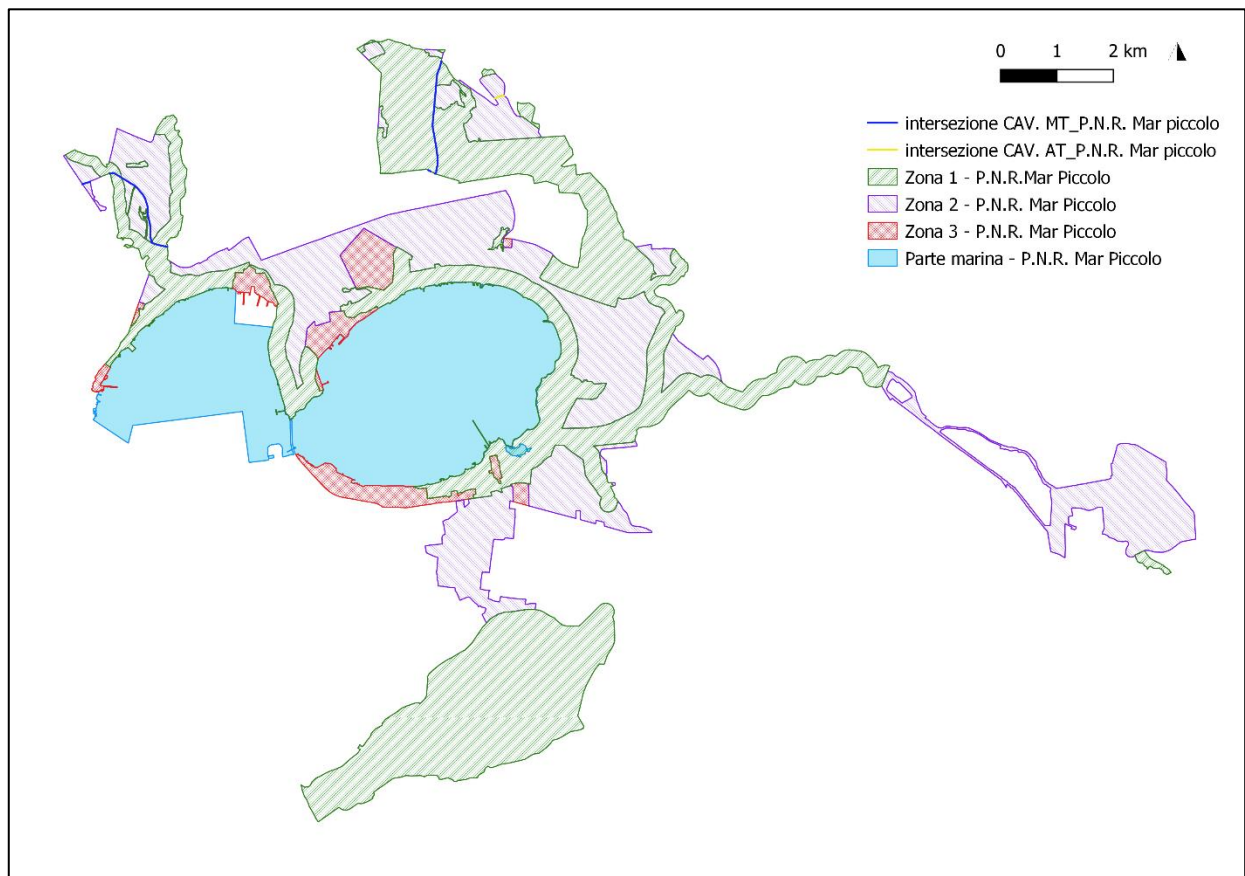 0 1 2 km
intersezione CAV. MT_P.N.R. Mar piccolo
intersezione CAV. AT_P.N.R. Mar piccolo
Zona 1 - P.N.R.Mar Piccolo
Zona 2 - P.N.R. Mar Piccolo
Zona 3 - P.N.R. Mar Piccolo
Parte marina - P.N.R. Mar Piccolo